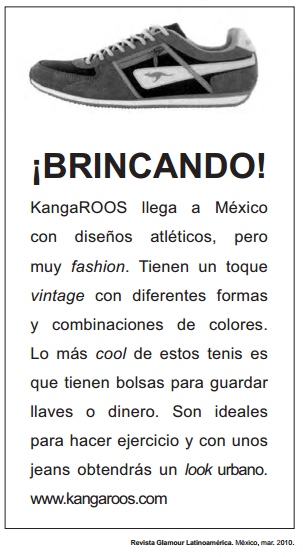 ¡BRINCANDO!
KangaROOS llega a México
con diseños atléticos, pero
muy fashion. Tienen un toque
vintage con diferentes formas
y combinaciones de colores.
Lo más cool de estos tenis es
que tienen bolsas para guardar
llaves o dinero. Son ideales
para hacer ejercicio y con unos
jeans obtendrás un look urbano.
www.kangaroos.com
Revista Glamour Latinoamérica. México, mar. 2010.